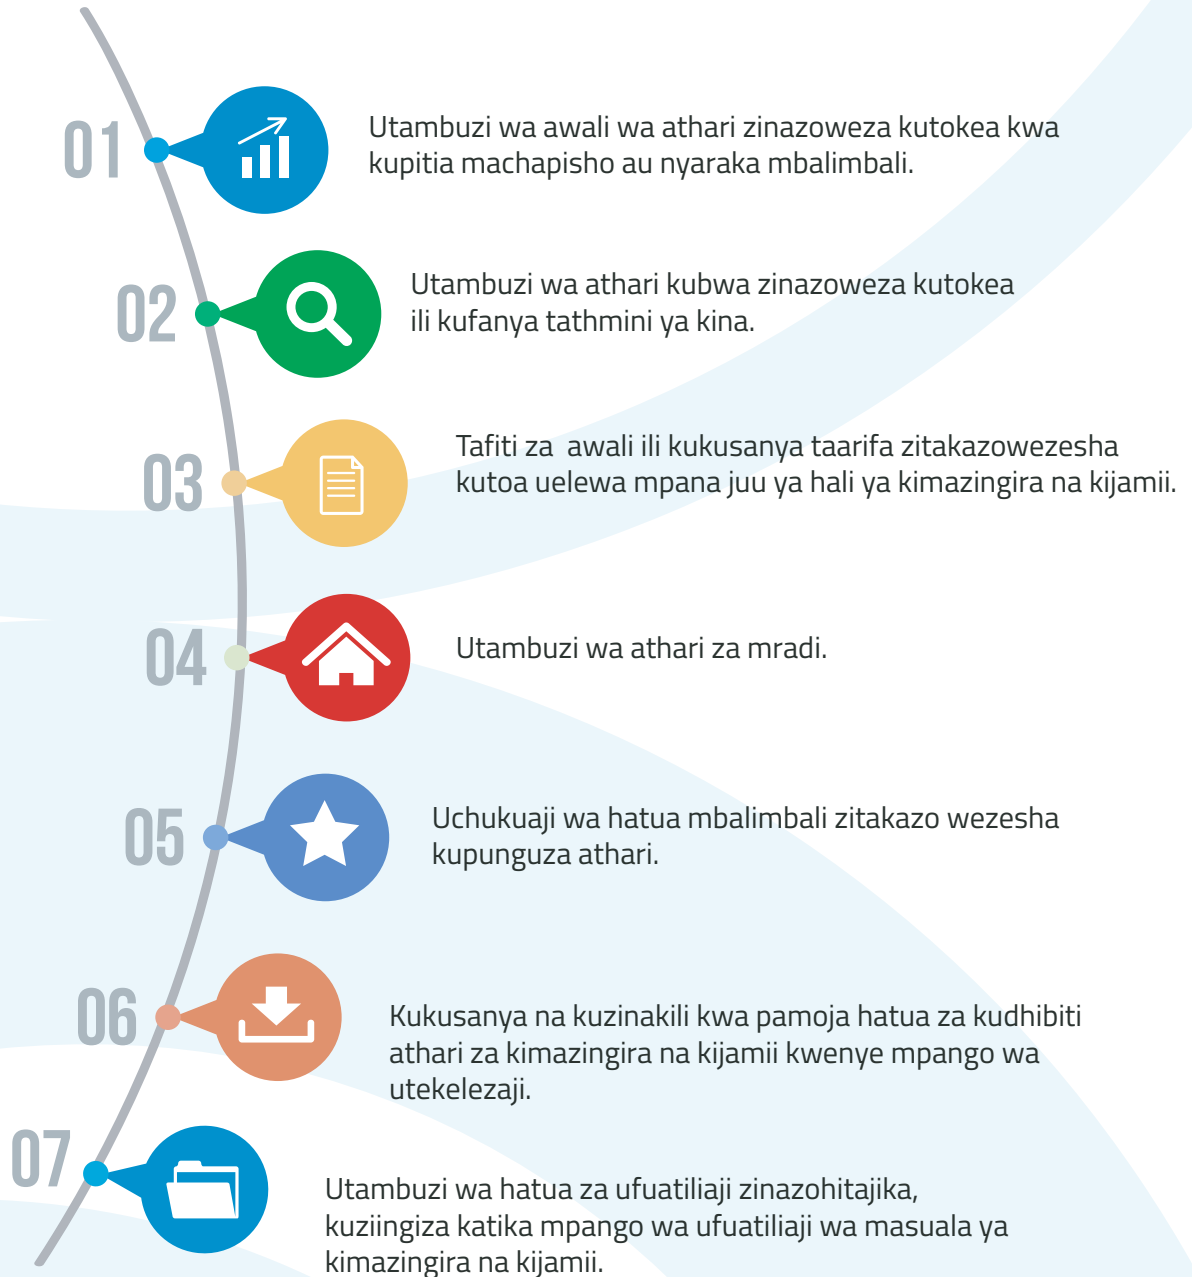 01
Utambuzi wa awali wa athari zinazoweza kutokea kwa
kupitia machapisho au nyaraka mbalimbali.
02
Utambuzi wa athari kubwa zinazoweza kutokea
ili kufanya tathmini ya kina.
03
Tafiti za  awali ili kukusanya taarifa zitakazowezesha
kutoa uelewa mpana juu ya hali ya kimazingira na kijamii.
04
Utambuzi wa athari za mradi.
05
Uchukuaji wa hatua mbalimbali zitakazo wezesha
kupunguza athari.
06
Kukusanya na kuzinakili kwa pamoja hatua za kudhibiti
athari za kimazingira na kijamii kwenye mpango wa
utekelezaji.
07
Utambuzi wa hatua za ufuatiliaji zinazohitajika,
kuziingiza katika mpango wa ufuatiliaji wa masuala ya
kimazingira na kijamii.